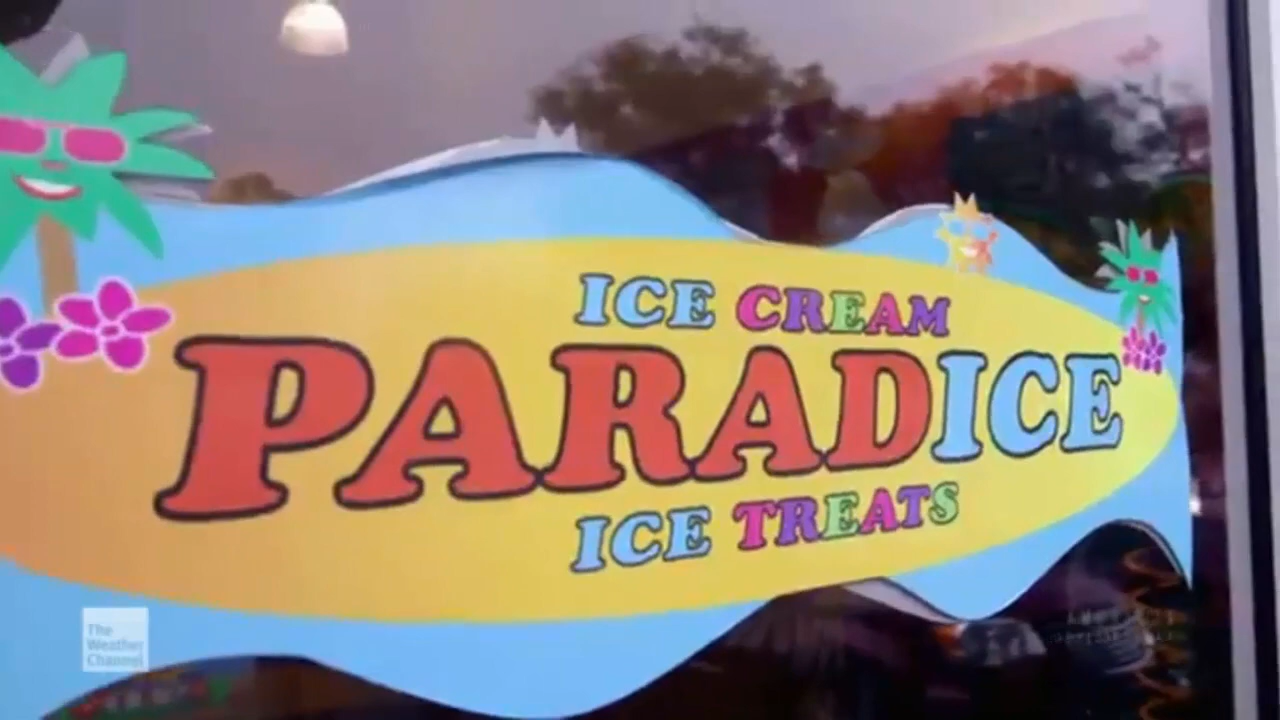 ICE CREAM
PARADICE
ICE TREATS
The
Weather
Channel